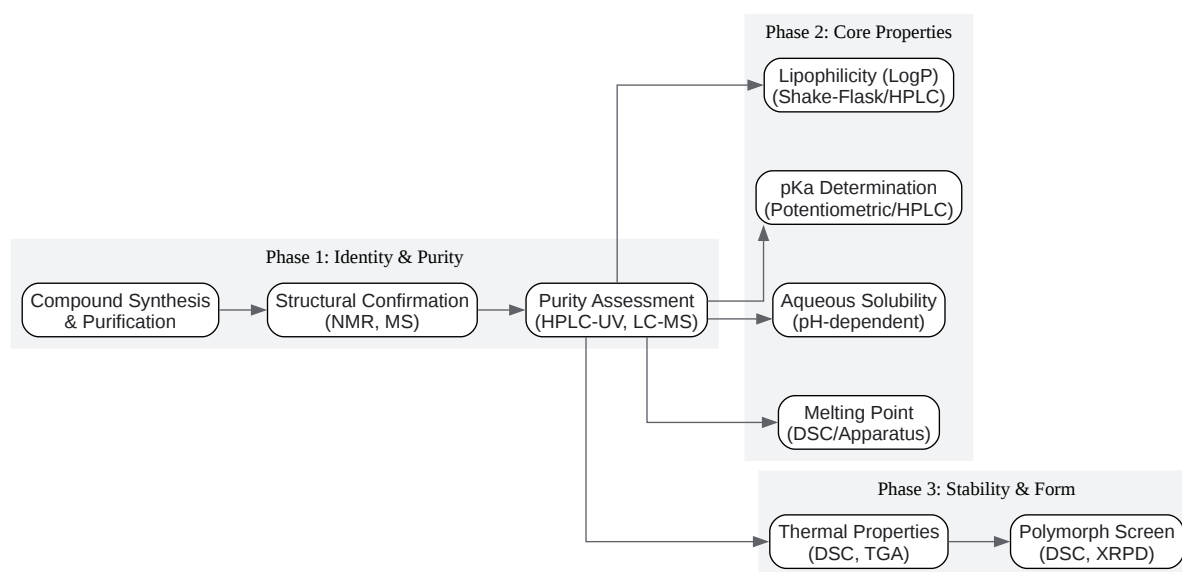 Phase 2: Core Properties
Lipophilicity (LogP)
(Shake-Flask/HPLC)
pKa Determination
(Potentiometric/HPLC)
Phase 1: Identity & Purity
Compound Synthesis
& Purification
Structural Confirmation
(NMR, MS)
Purity Assessment
(HPLC-UV, LC-MS)
Aqueous Solubility
(pH-dependent)
Melting Point
(DSC/Apparatus)
Phase 3: Stability & Form
Thermal Properties
(DSC, TGA)
Polymorph Screen
(DSC, XRPD)